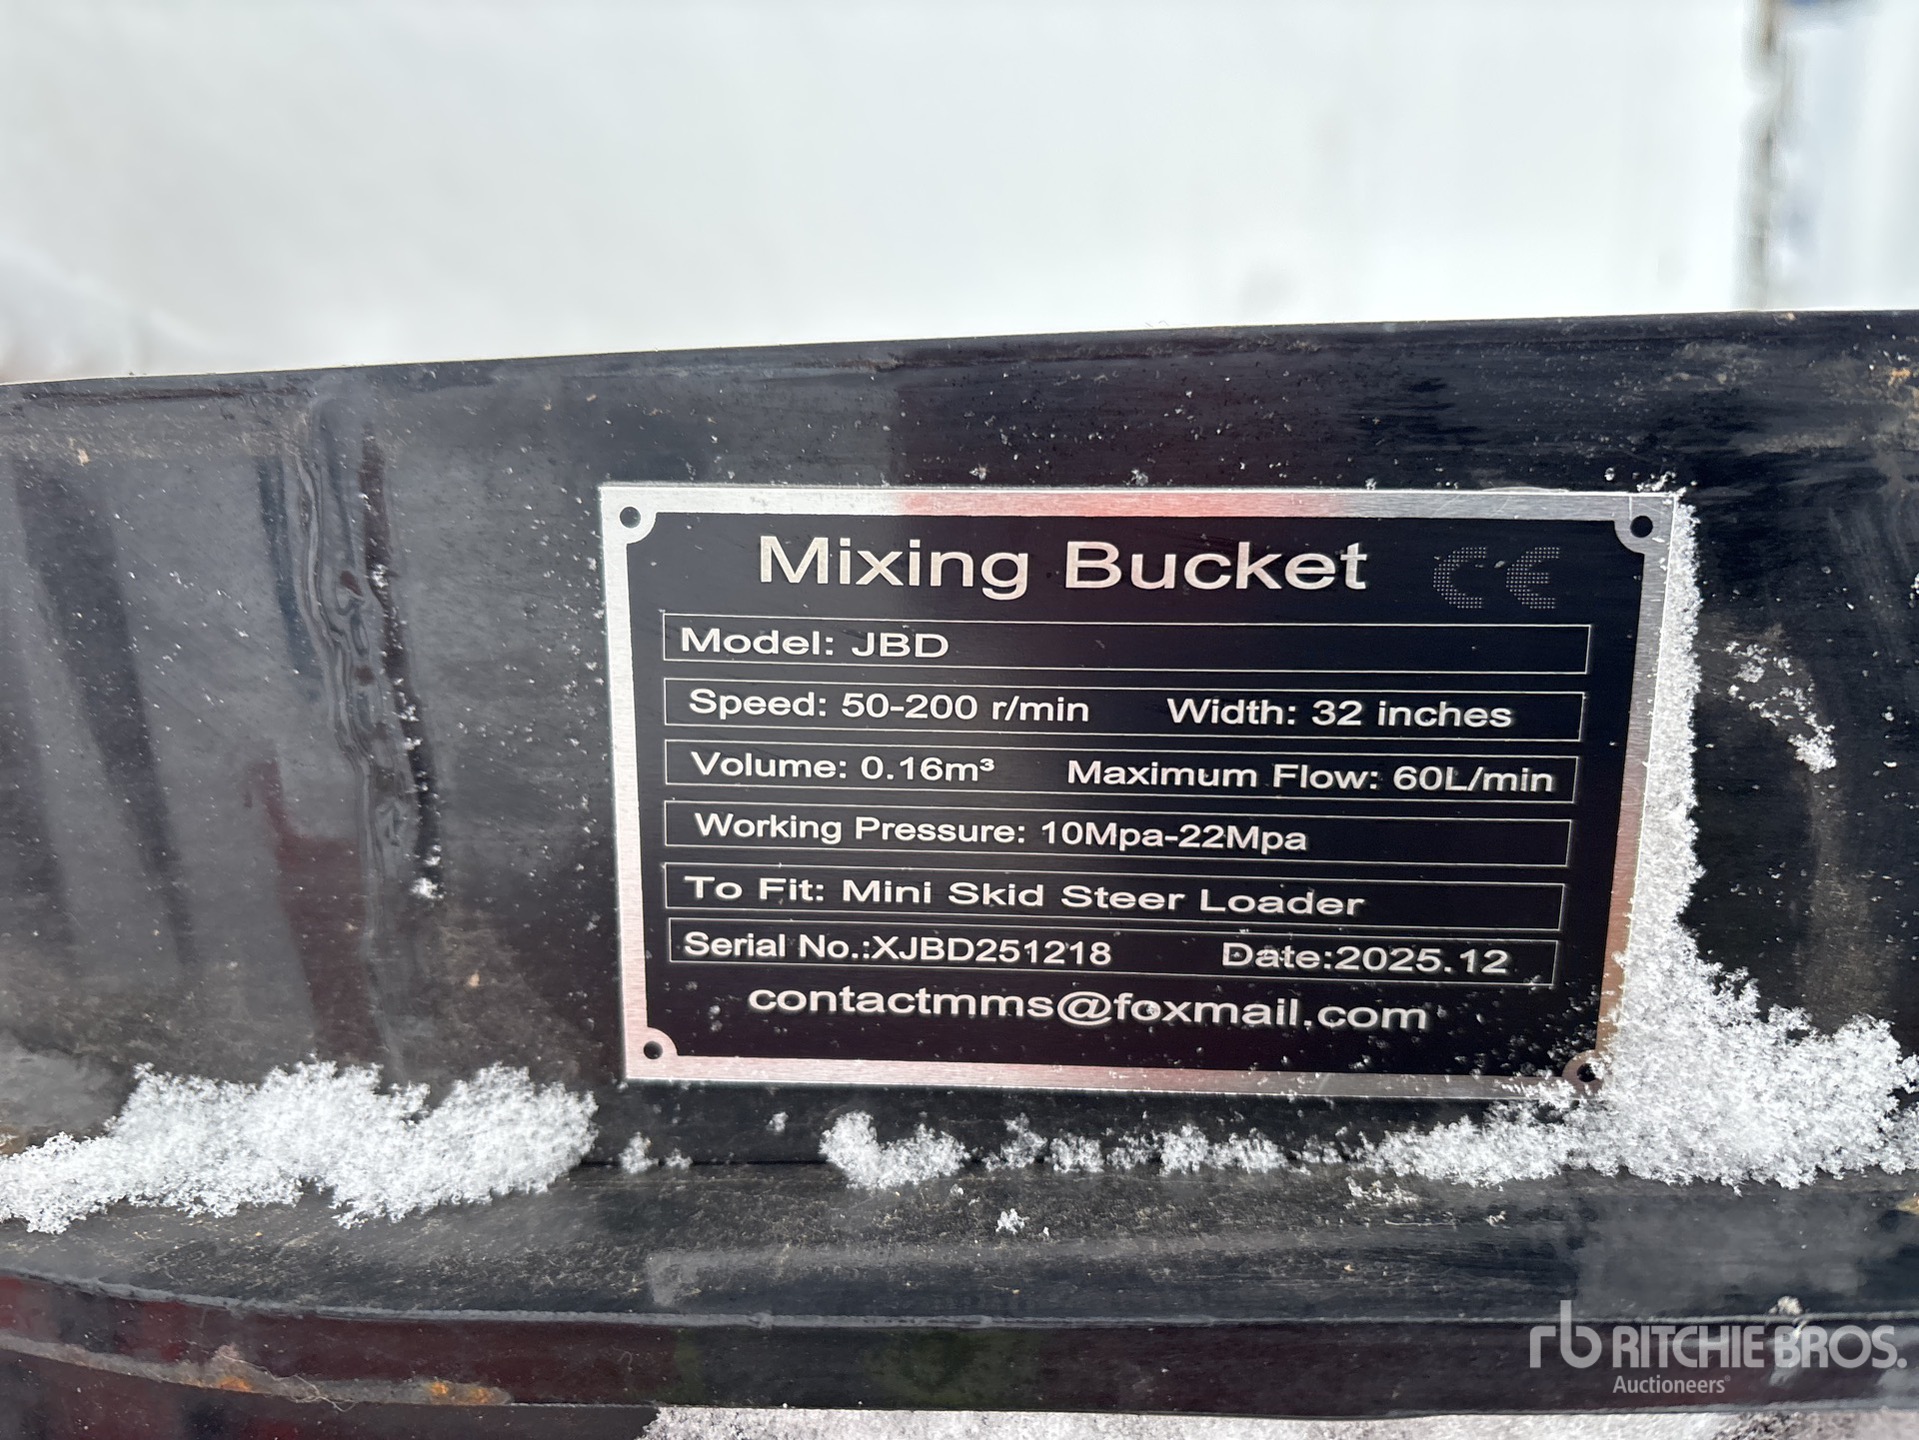 Mixing Bucket CE
Model: JBD
Speed: 50-200 r/min Width: 32 inches
Volume: 0.16m³ Maximum Flow: 60L/min
Working Pressure: 10Mpa-22Mpa
To Fit: Mini Skid Steer Loader
Serial No.:XJBD251218 Date:2025.12
contactmms@foxmail.com
rb RITCHIE BROS.
Auctioneers®